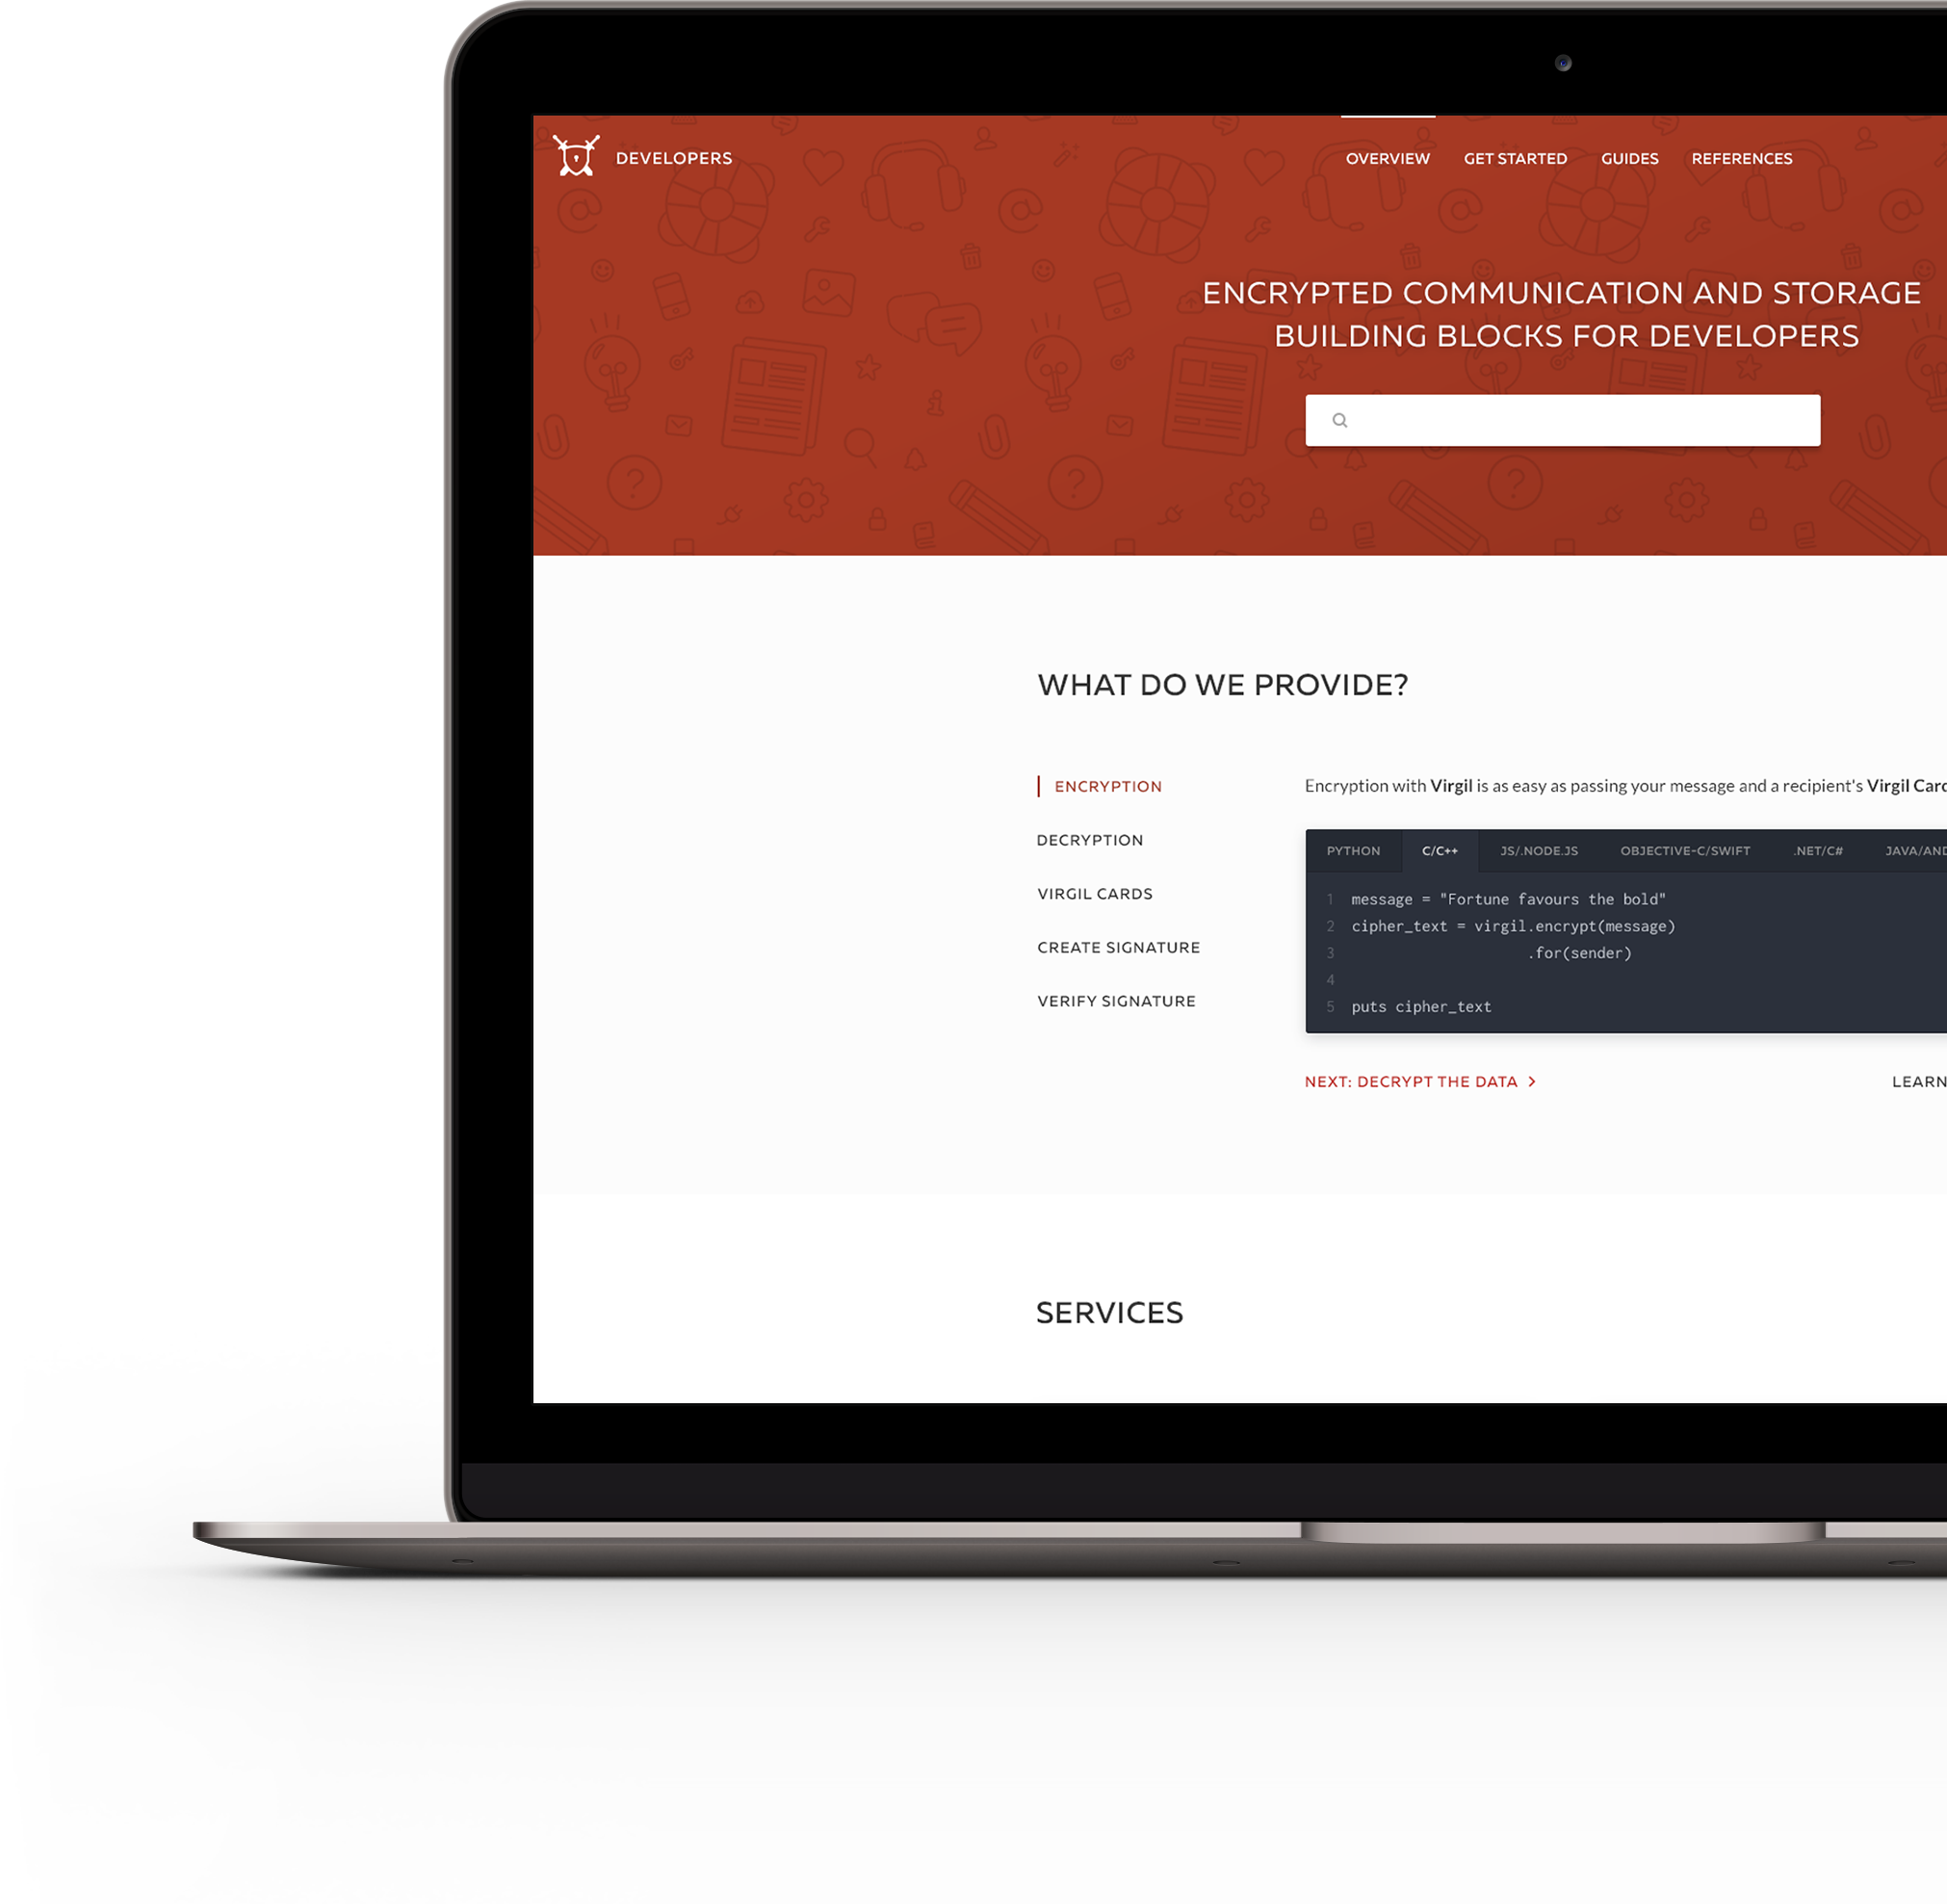 DEVELOPERS
OVERVIEW GET STARTED GUIDES REFERENCES
ENCRYPTED COMMUNICATION AND STORAGE
BUILDING BLOCKS FOR DEVELOPERS
WHAT DO WE PROVIDE?
ENCRYPTION
DECRYPTION
VIRGIL CARDS
CREATE SIGNATURE
VERIFY SIGNATURE
Encryption with Virgil is as easy as passing your message and a recipient's Virgil Card
PYTHON C/C++ JS/.NODE.JS OBJECTIVE-C/SWIFT .NET/C# JAVA/AND
1 message = "Fortune favours the bold"
2 cipher_text = virgil.encrypt(message)
3 .for(sender)
4
5 puts cipher_text
NEXT: DECRYPT THE DATA >
LEARN
SERVICES